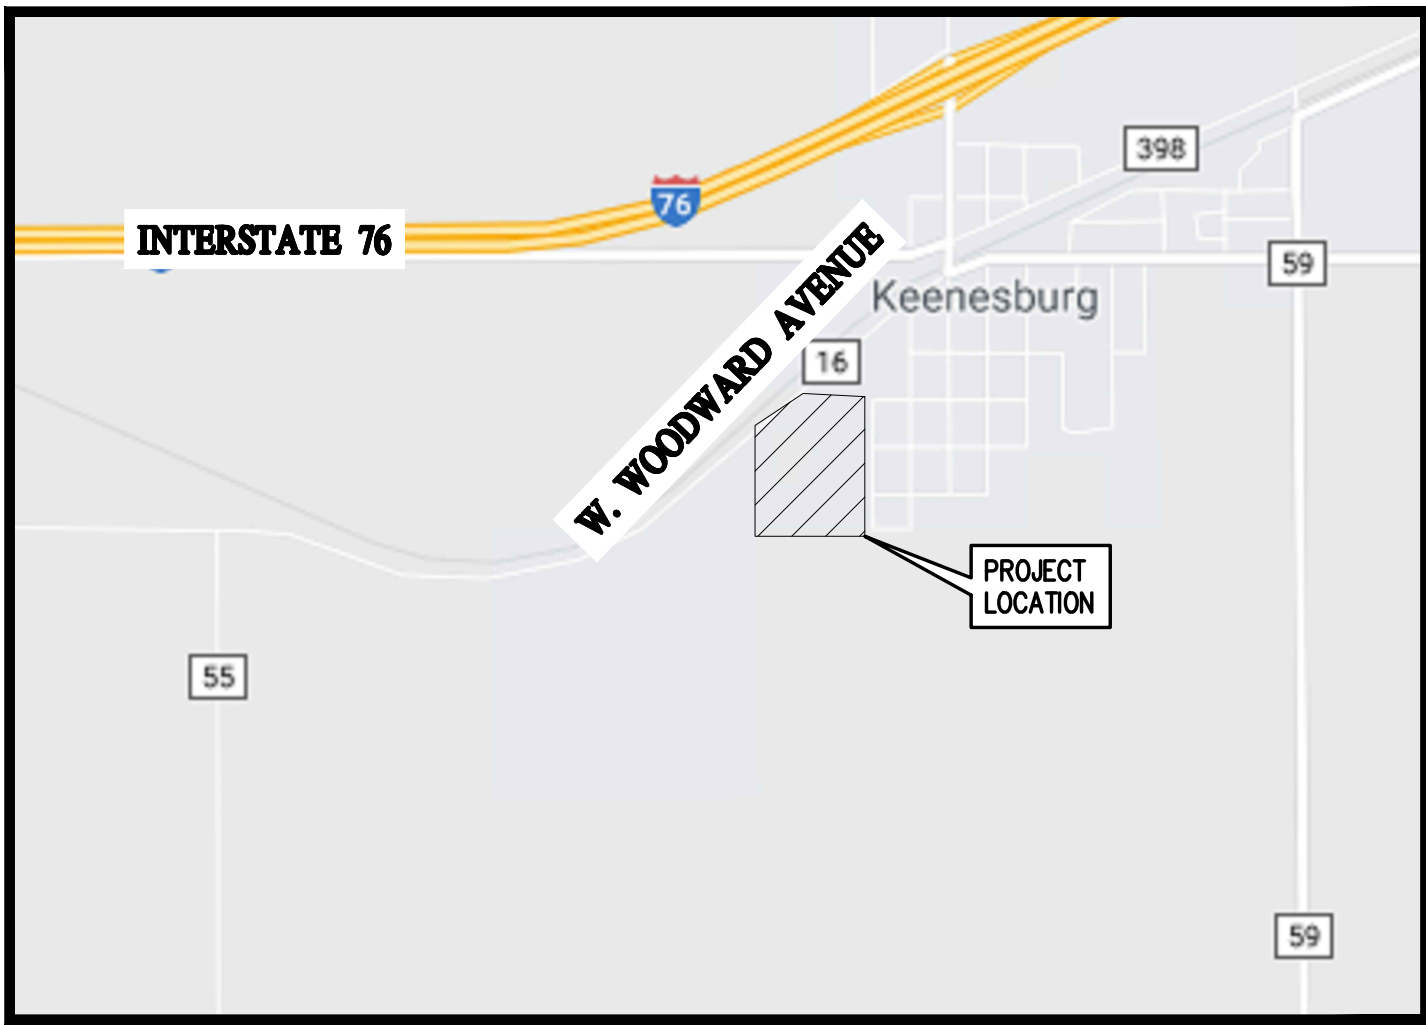 398
76
INTERSTATE 76
W. WOODWARD AVENUE
59
Keenesburg
16
PROJECT
LOCATION
55
59